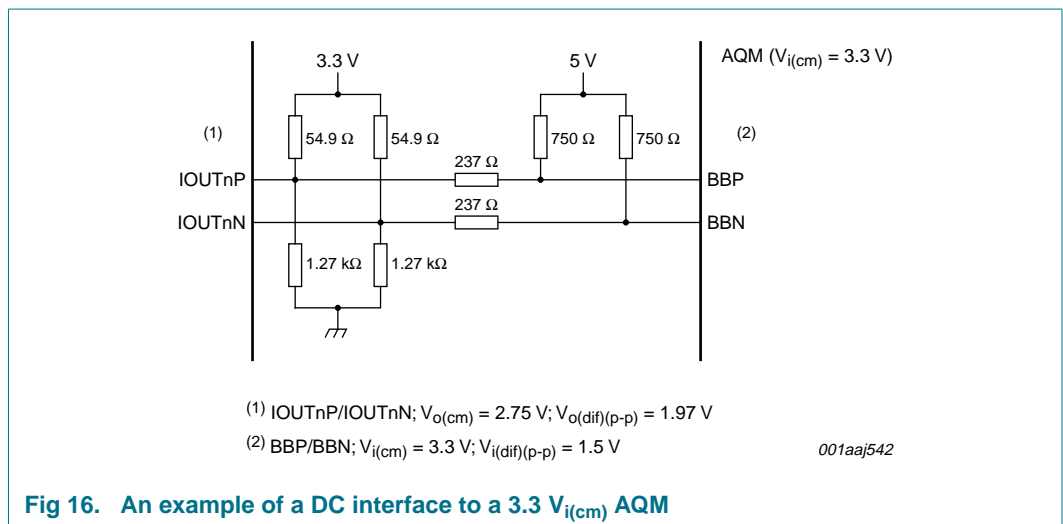 3.3 V
5 V
AQM (Vi(cm) = 3.3 V)
(1)
54.9 Ω
54.9 Ω
750 Ω
750 Ω
(2)
237 Ω
IOUTnP
BBP
237 Ω
IOUTnN
BBN
1.27 kΩ
1.27 kΩ
(1) IOUTnP/IOUTnN; Vo(cm) = 2.75 V; Vo(dif)(p-p) = 1.97 V
(2) BBP/BBN; Vi(cm) = 3.3 V; Vi(dif)(p-p) = 1.5 V
001aaj542
Fig 16. An example of a DC interface to a 3.3 Vi(cm) AQM